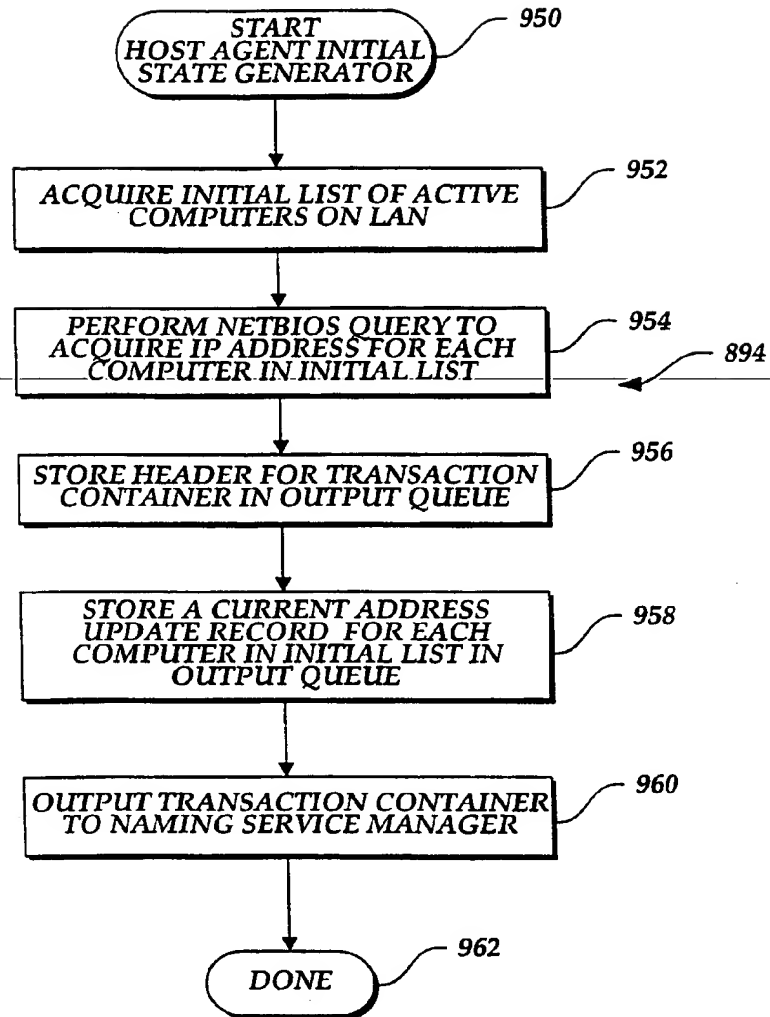 START
HOST AGENT INITIAL
STATE GENERATOR
950
ACQUIRE INITIAL LIST OF ACTIVE
COMPUTERS ON LAN
952
PERFORM NETBIOS QUERY TO
ACQUIRE IP ADDRESS FOR EACH
COMPUTER IN INITIAL LIST
954
894
STORE HEADER FOR TRANSACTION
CONTAINER IN OUTPUT QUEUE
956
STORE A CURRENT ADDRESS
UPDATE RECORD FOR EACH
COMPUTER IN INITIAL LIST IN
OUTPUT QUEUE
958
OUTPUT TRANSACTION CONTAINER
TO NAMING SERVICE MANAGER
960
DONE
962